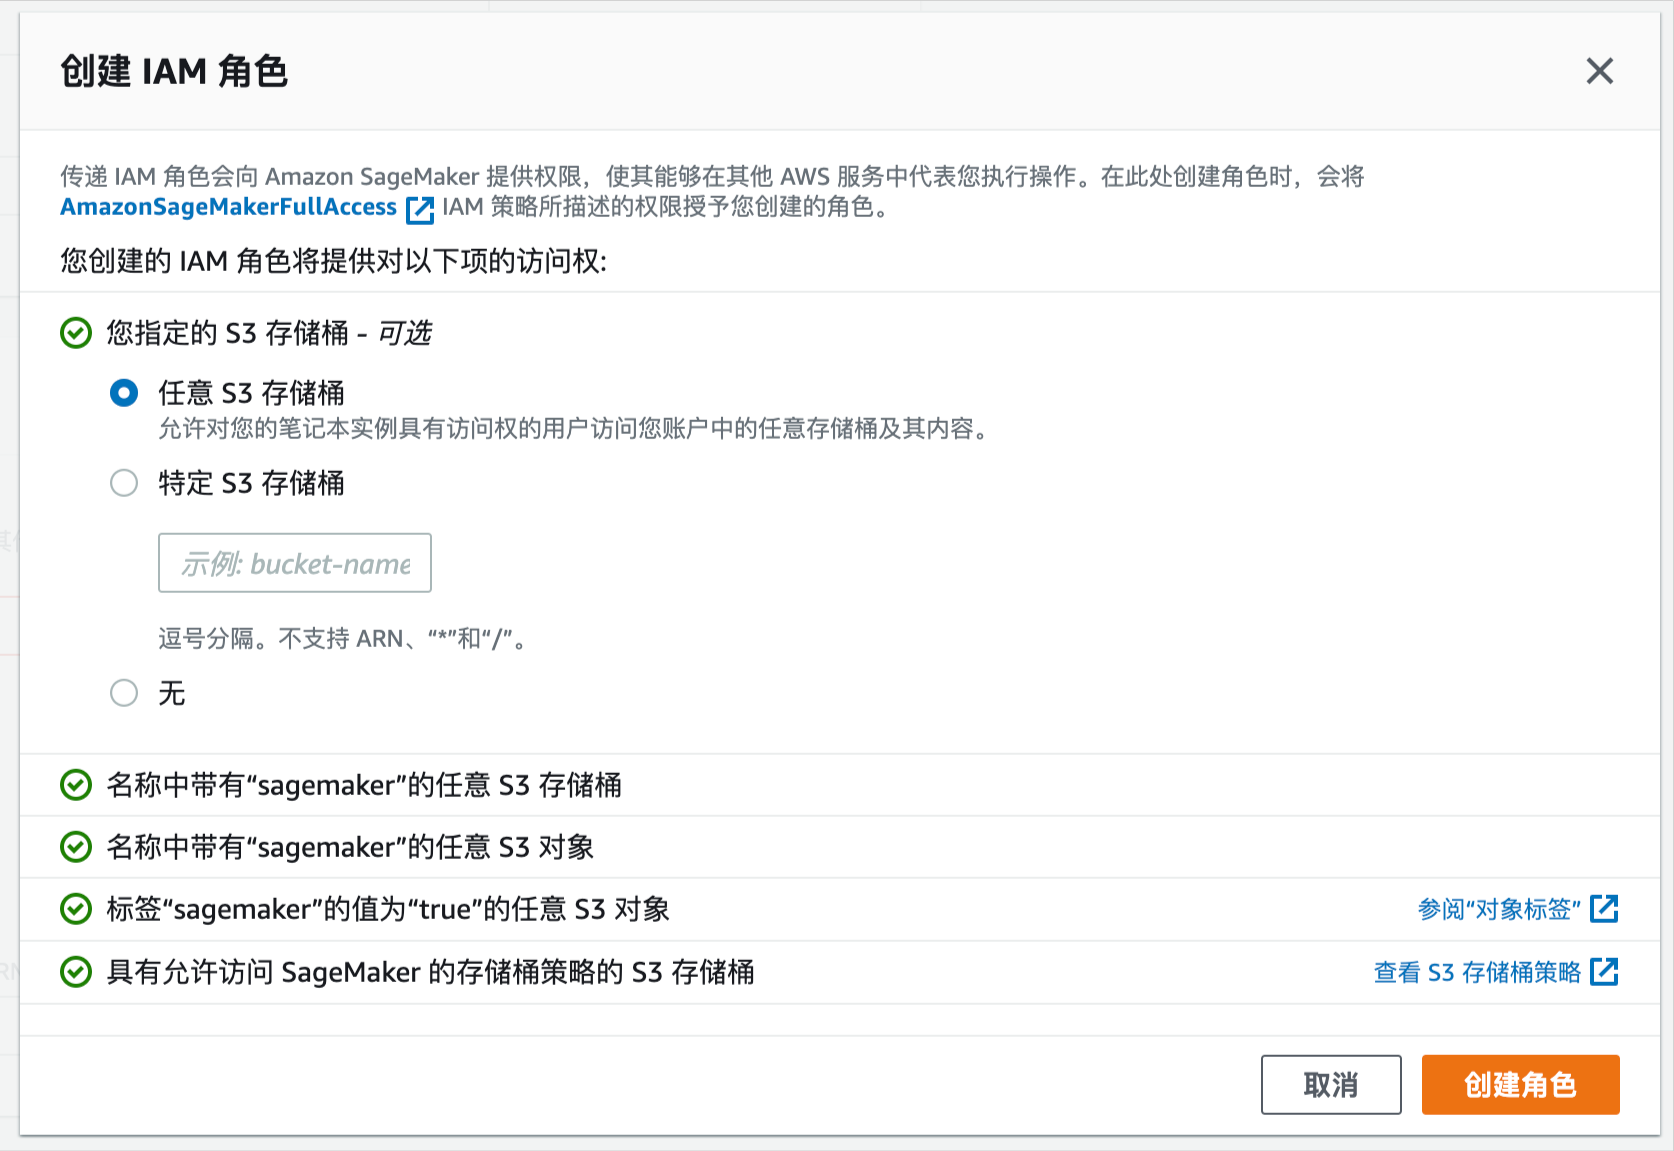 创建 IAM 角色
传递 IAM 角色会向 Amazon SageMaker 提供权限，使其能够在其他 AWS 服务中代表您执行操作。在此处创建角色时，会将
AmazonSageMakerFullAccess IAM 策略所描述的权限授予您创建的角色。
您创建的 IAM 角色将提供对以下项的访问权:
您指定的 S3 存储桶 - 可选
任意 S3 存储桶
允许对您的笔记本实例具有访问权的用户访问您账户中的任意存储桶及其内容。
特定 S3 存储桶
示例: bucket-name
逗号分隔。不支持 ARN、“*”和“/”。
无
名称中带有“sagemaker”的任意 S3 存储桶
名称中带有“sagemaker”的任意 S3 对象
标签“sagemaker”的值为“true”的任意 S3 对象 参阅“对象标签”
具有允许访问 SageMaker 的存储桶策略的 S3 存储桶 查看 S3 存储桶策略
取消 创建角色